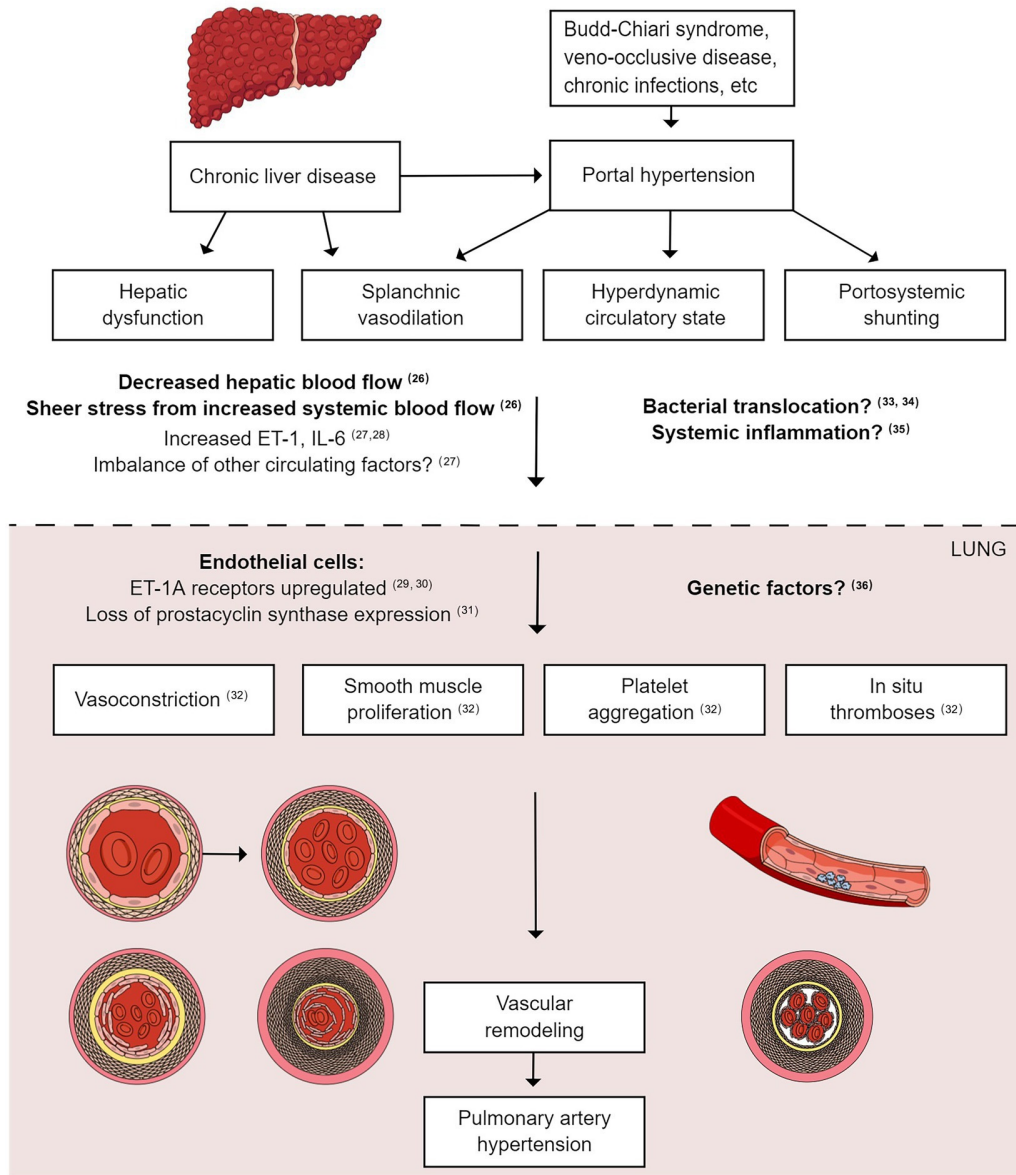 Budd-Chiari syndrome,
veno-occlusive disease,
chronic infections, etc
Chronic liver disease
Portal hypertension
Hepatic
dysfunction
Splanchnic
vasodilation
Hyperdynamic
circulatory state
Portosystemic
shunting
Decreased hepatic blood flow (26)
Sheer stress from increased systemic blood flow (26)
Increased ET-1, IL-6 (27,28)
Imbalance of other circulating factors? (27)
Bacterial translocation? (33, 34)
Systemic inflammation? (35)
LUNG
Endothelial cells:
ET-1A receptors upregulated (29, 30)
Loss of prostacyclin synthase expression (31)
Genetic factors? (36)
Vasoconstriction (32)
Smooth muscle
proliferation (32)
Platelet
aggregation (32)
In situ
thromboses (32)
Vascular
remodeling
Pulmonary artery
hypertension